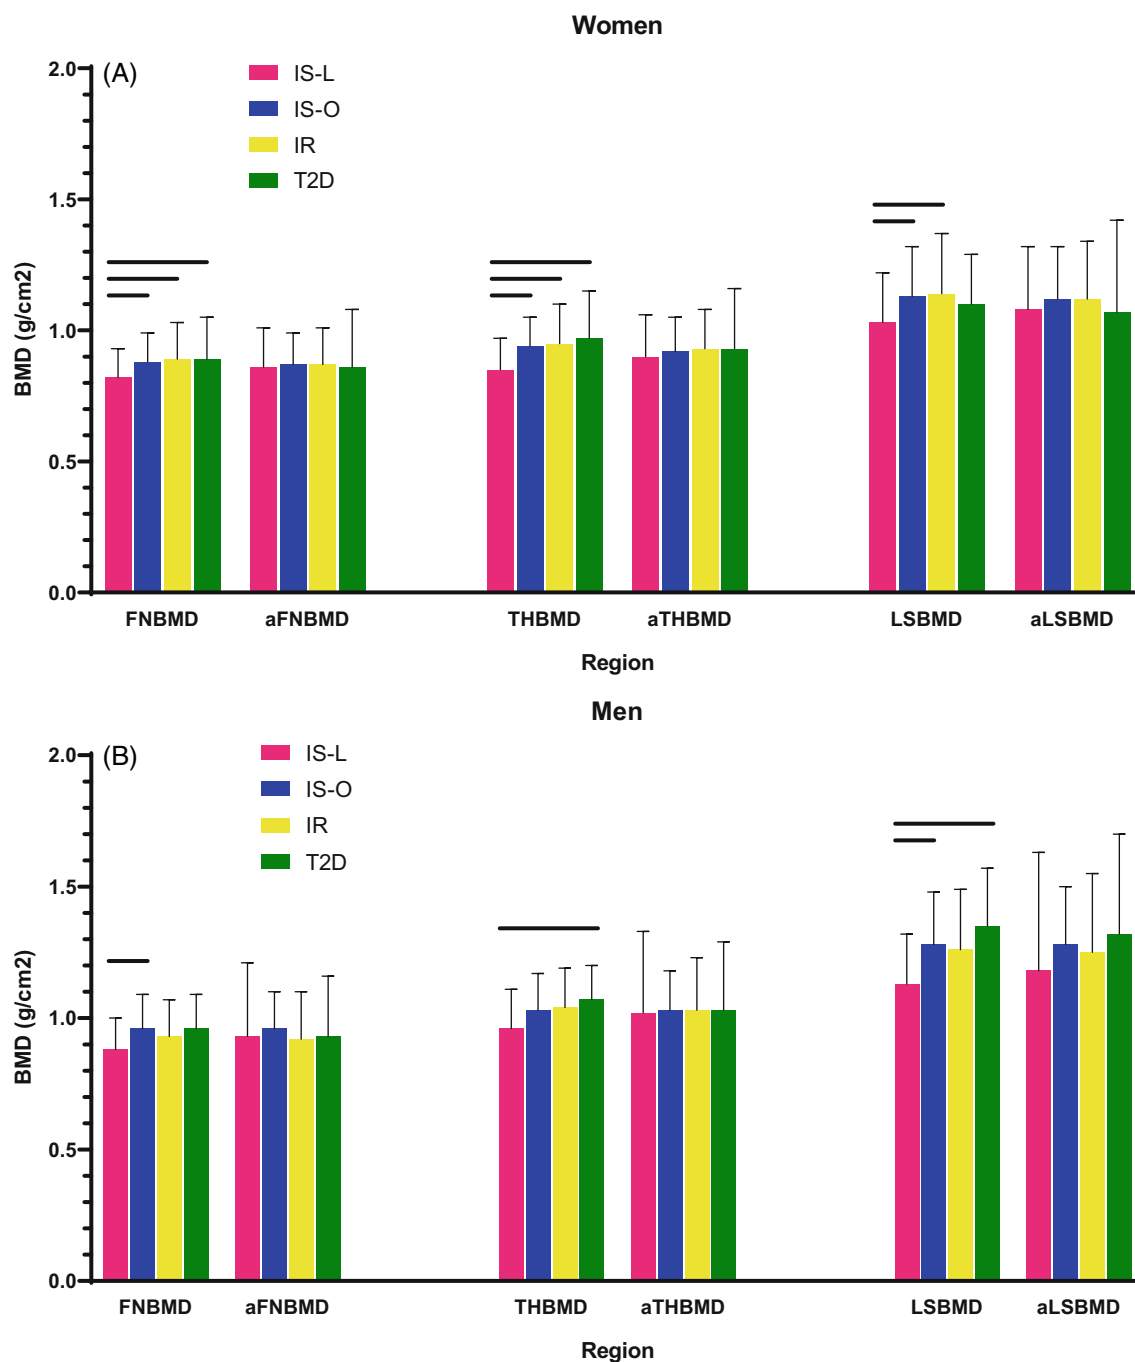 Women
(A)
IS-L
IS-O
IR
T2D
2.0
1.5
1.0
0.5
0.0
BMD (g/cm2)
FNBMD aFNBMD THBMD aTHBMD LSBMD aLSBMD
Region
Men
(B)
IS-L
IS-O
IR
T2D
2.0
1.5
1.0
0.5
0.0
BMD (g/cm2)
FNBMD aFNBMD THBMD aTHBMD LSBMD aLSBMD
Region